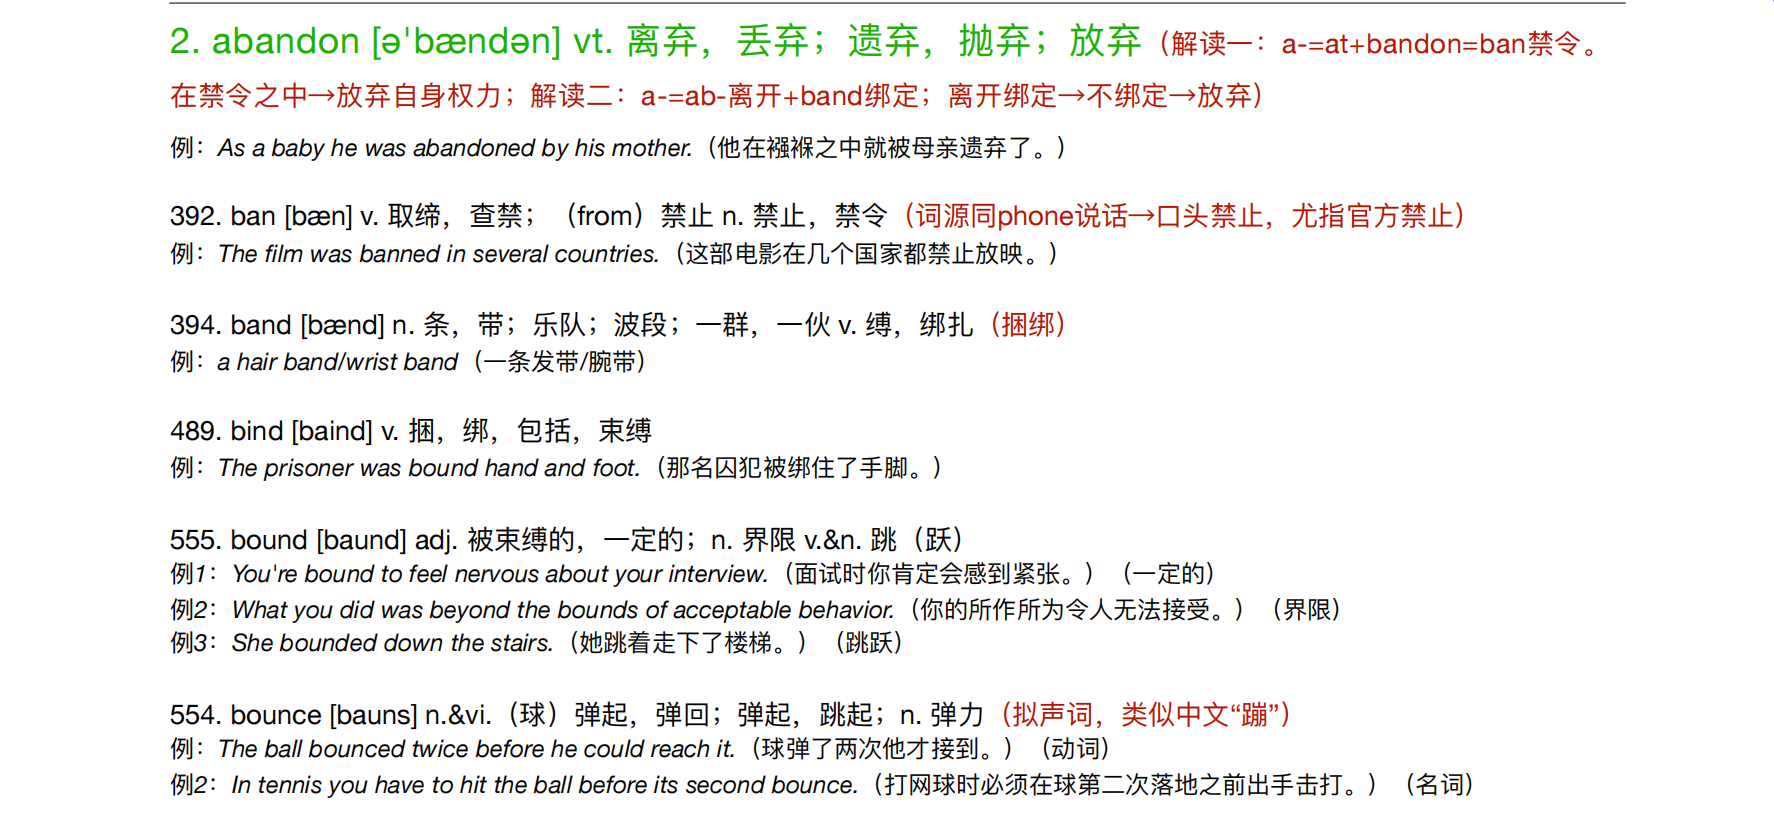 2. abandon [ə'bændən] vt. 离弃，丢弃；遗弃，抛弃；放弃（解读一：a-=at+bandon=ban禁令。
在禁令之中→放弃自身权力；解读二：a-=ab-离开+band绑定；离开绑定→不绑定→放弃）
例：As a baby he was abandoned by his mother.（他在襁褓之中就被母亲遗弃了。）
392. ban [bæn] v. 取缔，查禁；（from）禁止 n. 禁止，禁令（词源同phone说话→口头禁止，尤指官方禁止）
例：The film was banned in several countries.（这部电影在几个国家都禁止放映。）
394. band [bænd] n. 条，带；乐队；波段；一群，一伙 v. 缚，绑扎（捆绑）
例：a hair band/wrist band（一条发带/腕带）
489. bind [baind] v. 捆，绑，包括，束缚
例：The prisoner was bound hand and foot.（那名囚犯被绑住了手脚。）
555. bound [baund] adj. 被束缚的，一定的；n. 界限 v.&n. 跳（跃）
例1：You're bound to feel nervous about your interview.（面试时你肯定会感到紧张。）（一定的）
例2：What you did was beyond the bounds of acceptable behavior.（你的所作所为令人无法接受。）（界限）
例3：She bounded down the stairs.（她跳着走下了楼梯。）（跳跃）
554. bounce [bauns] n.&vi.（球）弹起，弹回；弹起，跳起；n. 弹力（拟声词，类似中文“蹦”）
例：The ball bounced twice before he could reach it.（球弹了两次他才接到。）（动词）
例2：In tennis you have to hit the ball before its second bounce.（打网球时必须在球第二次落地之前出手击打。）（名词）